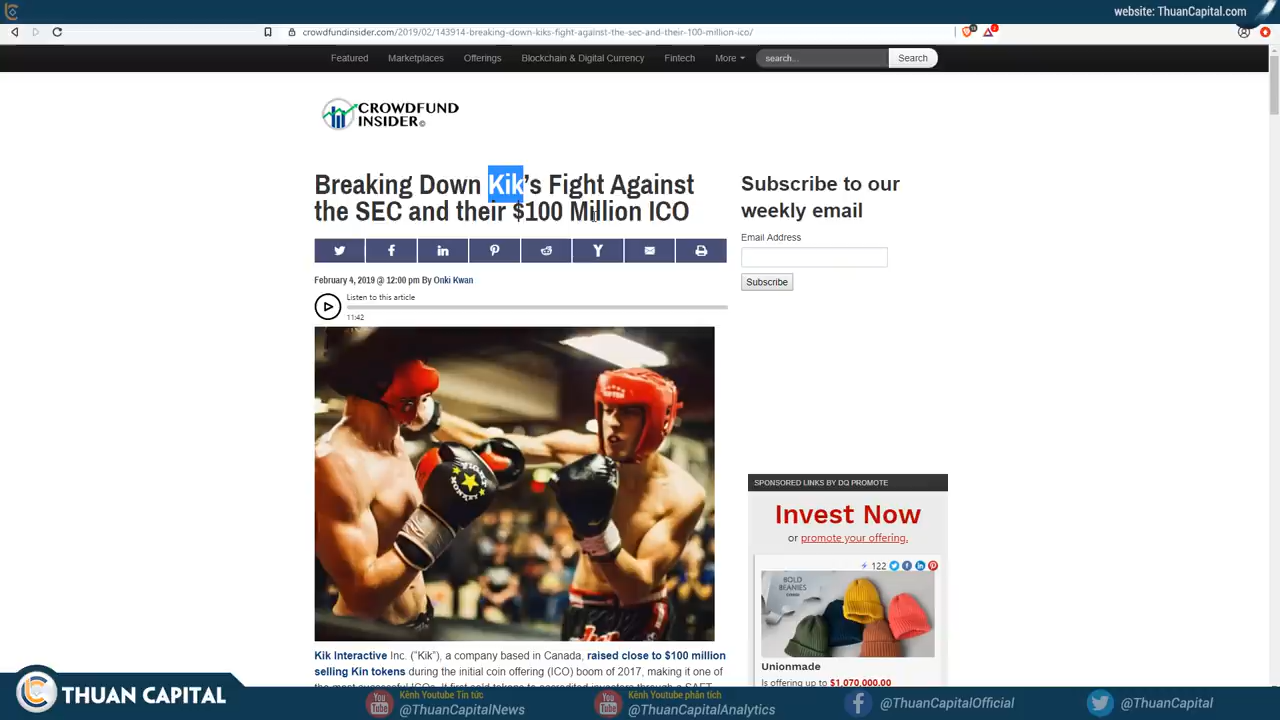 website: ThuanCapital.com
crowdfundinsider.com/2019/02/143914-breaking-down-kiks-fight-against-the-sec-and-their-100-million-ico/
Featured Marketplaces Offerings Blockchain & Digital Currency Fintech More search... Search
CROWDFUND
INSIDER
Breaking Down Kik's Fight Against
the SEC and their $100 Million ICO
February 4, 2019 @ 12:00 pm By Onki Kwan
Listen to this article
11:42
Kik Interactive Inc. ("Kik"), a company based in Canada, raised close to $100 million
selling Kin tokens during the initial coin offering (ICO) boom of 2017, making it one of
Subscribe to our
weekly email
Email Address
Subscribe
SPONSORED LINKS BY DQ PROMOTE
Invest Now
or promote your offering.
122
BOLD
BEANIES
Unionmade
Is offering up to $1,070,000.00
THUAN CAPITAL
Kênh Youtube Tin tức
@ThuanCapitalNews
Kênh Youtube phân tích
@ThuanCapitalAnalytics
@ThuanCapitalOfficial
@ThuanCapital